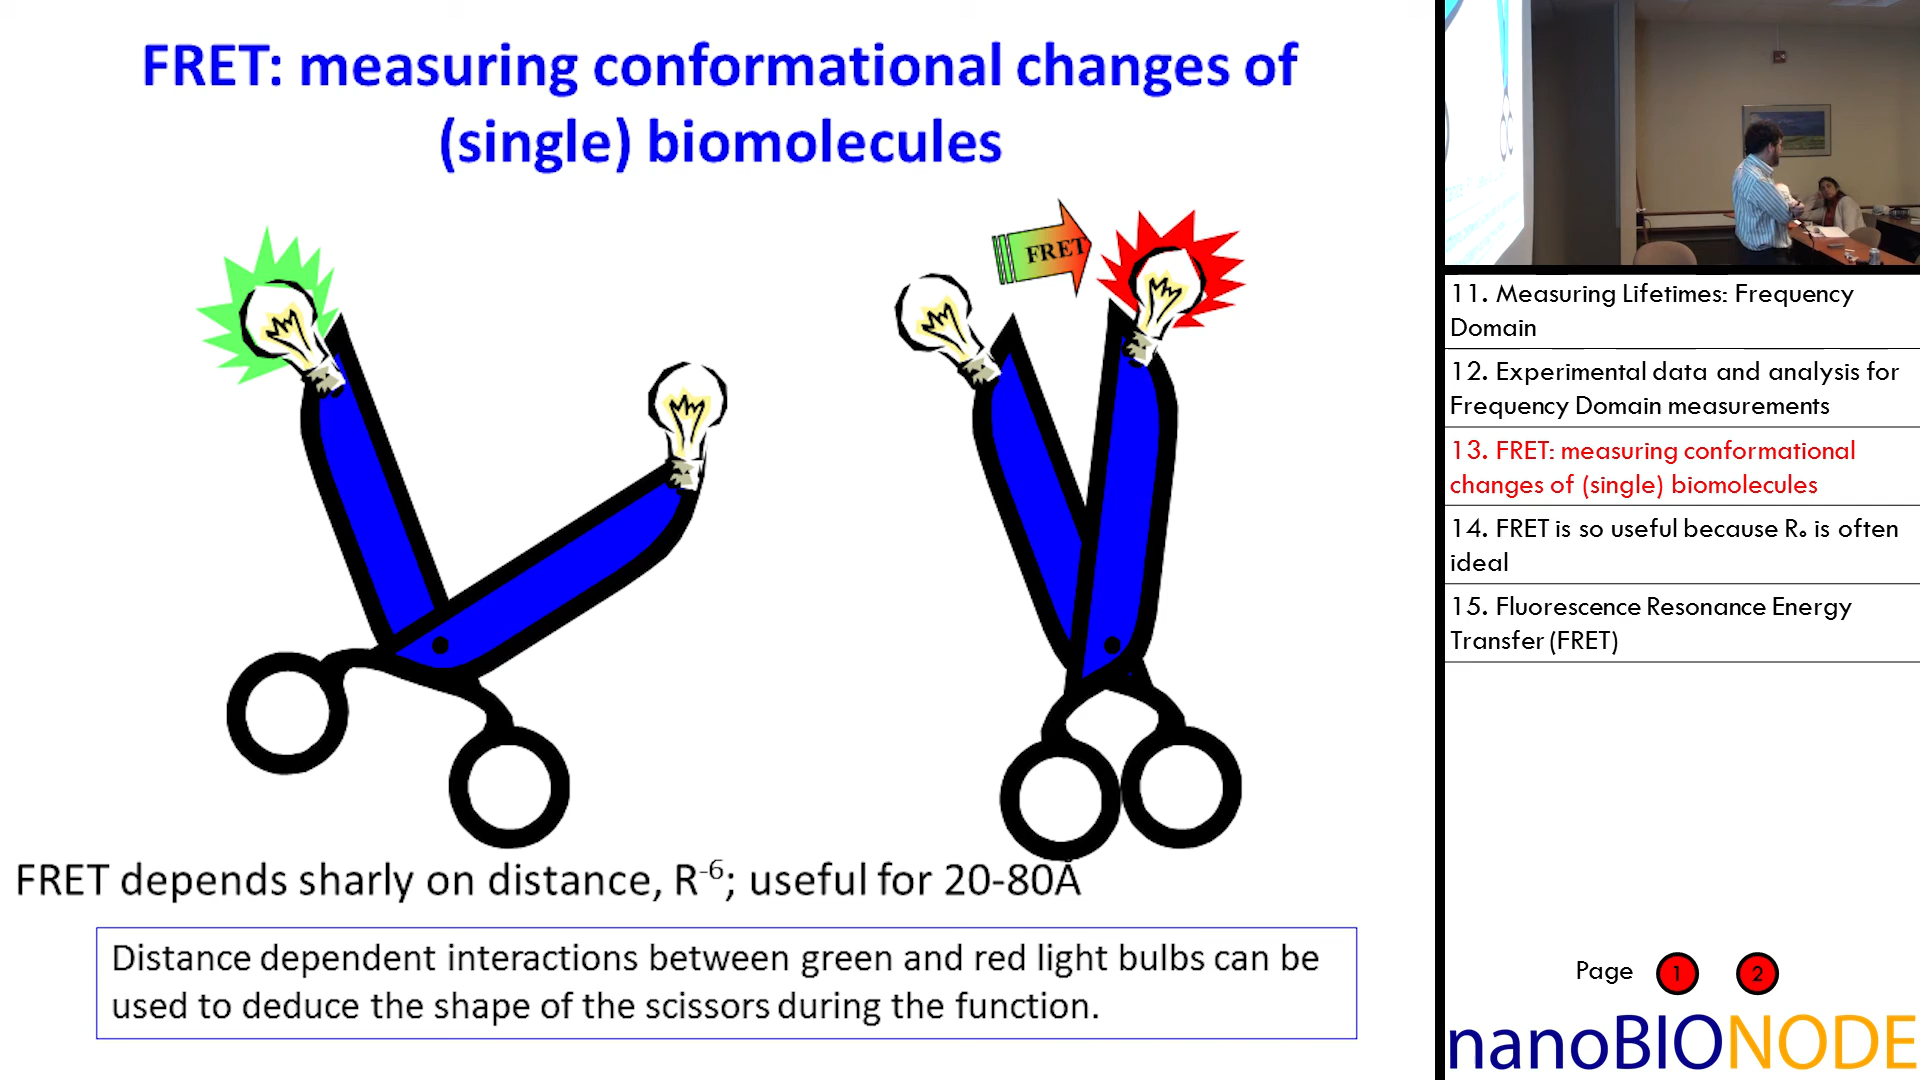 FRET: measuring conformational changes of
(single) biomolecules
FRET
FRET depends sharly on distance, R-6; useful for 20-80Å
Distance dependent interactions between green and red light bulbs can be
used to deduce the shape of the scissors during the function.
11. Measuring Lifetimes: Frequency
Domain
12. Experimental data and analysis for
Frequency Domain measurements
13. FRET: measuring conformational
changes of (single) biomolecules
14. FRET is so useful because R₀ is often
ideal
15. Fluorescence Resonance Energy
Transfer (FRET)
Page 1 2
nanoBIONODE